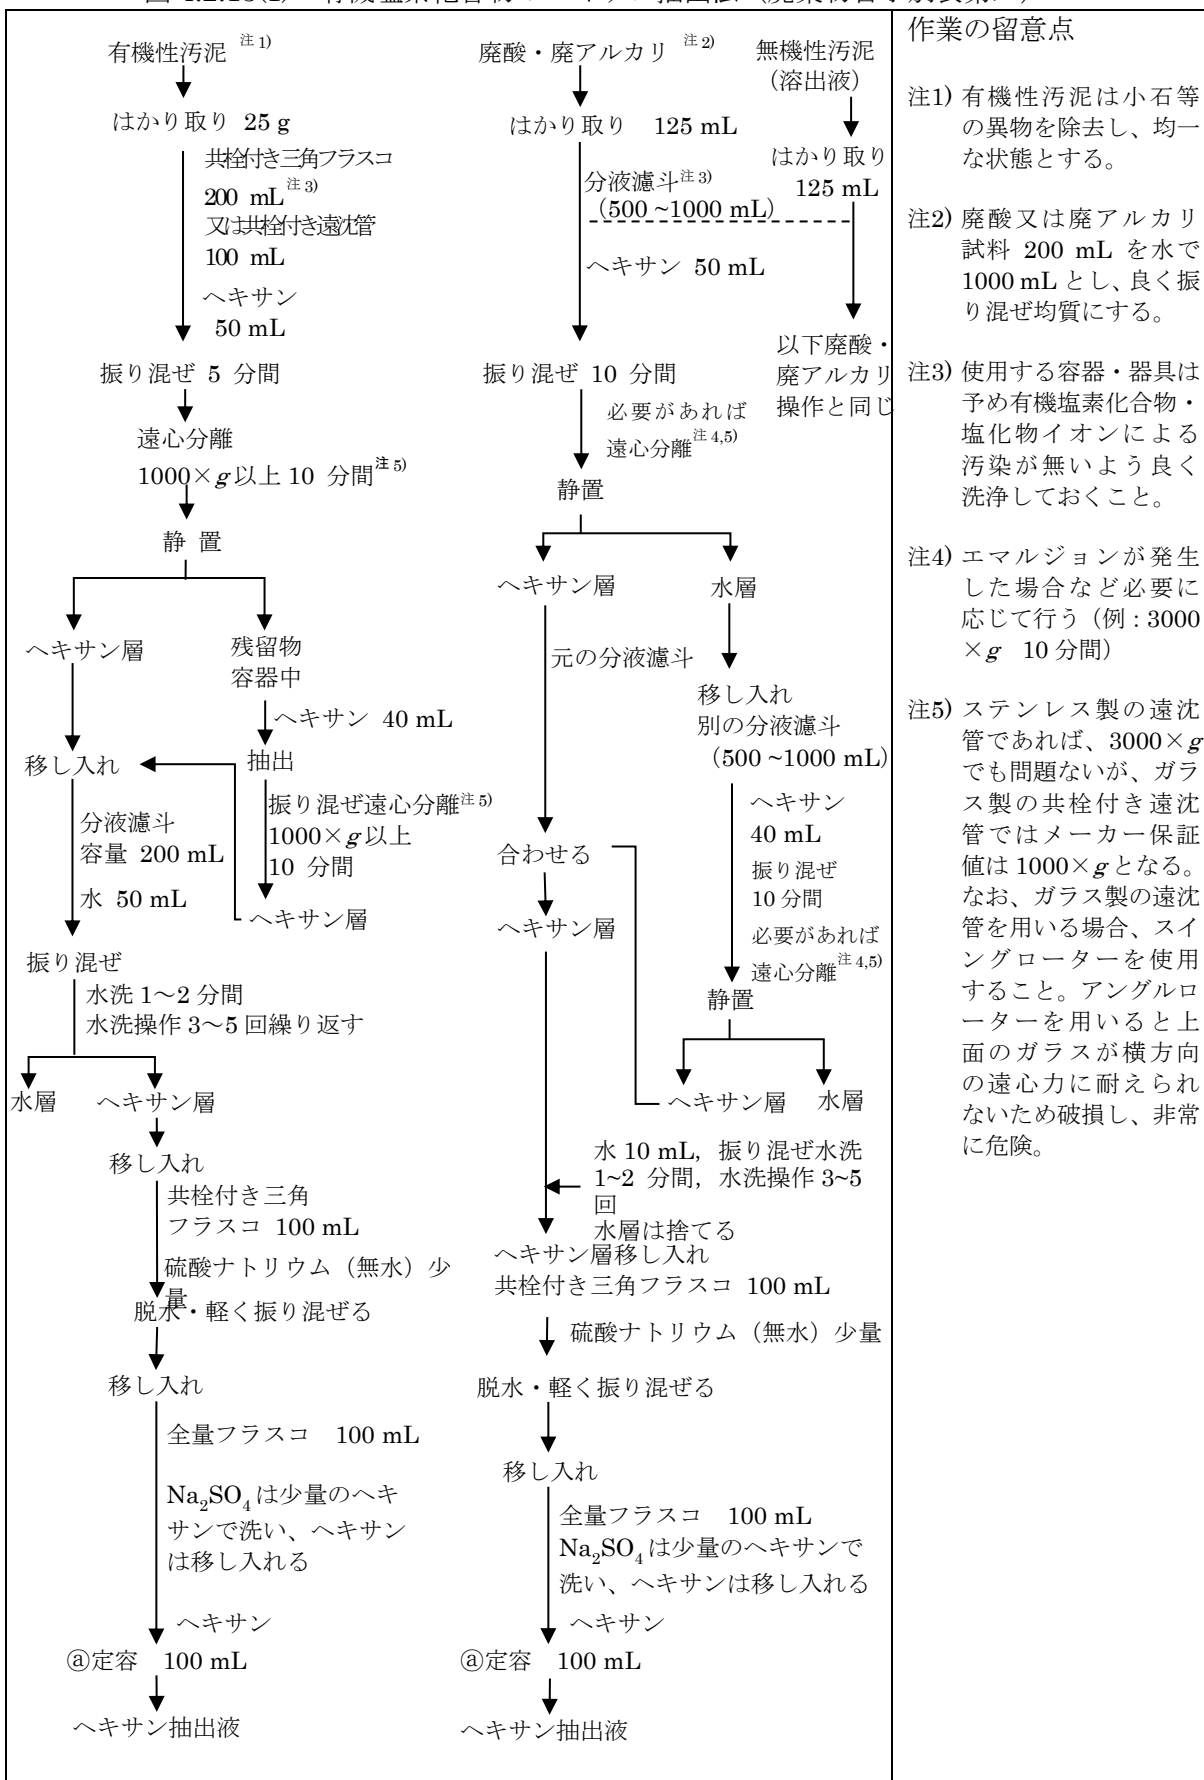 有機性汚泥 注1)
はかり取り 25 g
共栓付き三角フラスコ
200 mL注3)
又は共栓付き遠沈管
100 mL
ヘキサン
50 mL
振り混ぜ 5 分間
遠心分離
1000×g以上 10 分間注5)
静 置
ヘキサン層
残留物
容器中
ヘキサン 40 mL
抽出
移し入れ
振り混ぜ遠心分離注5)
1000×g以上
10 分間
ヘキサン層
分液濾斗
容量 200 mL
水 50 mL
振り混ぜ
水洗 1～2 分間
水洗操作 3～5 回繰り返す
水層
ヘキサン層
移し入れ
共栓付き三角
フラスコ 100 mL
硫酸ナトリウム（無水）少
量
脱水・軽く振り混ぜる
移し入れ
全量フラスコ 100 mL
Na2SO4は少量のヘキ
サンで洗い、ヘキサン
は移し入れる
ヘキサン
ⓐ定容 100 mL
ヘキサン抽出液
廃酸・廃アルカリ 注2)
はかり取り 125 mL
分液濾斗注3)
（500 ~1000 mL）
ヘキサン 50 mL
振り混ぜ 10 分間
必要があれば
遠心分離注4,5)
静置
ヘキサン層
水層
元の分液濾斗
移し入れ
別の分液濾斗
（500 ~1000 mL）
ヘキサン
40 mL
振り混ぜ
10 分間
必要があれば
遠心分離注4,5)
静置
ヘキサン層
水層
合わせる
ヘキサン層
水 10 mL，振り混ぜ水洗
1~2 分間，水洗操作 3~5
回
水層は捨てる
ヘキサン層移し入れ
共栓付き三角フラスコ 100 mL
硫酸ナトリウム（無水）少量
脱水・軽く振り混ぜる
移し入れ
全量フラスコ 100 mL
Na2SO4は少量のヘキサンで
洗い、ヘキサンは移し入れる
ヘキサン
ⓐ定容 100 mL
ヘキサン抽出液
無機性汚泥
（溶出液）
はかり取り
125 mL
以下廃酸・
廃アルカリ
操作と同じ
作業の留意点
注1) 有機性汚泥は小石等
の異物を除去し、均一
な状態とする。
注2) 廃酸又は廃アルカリ
試料 200 mL を水で
1000 mL とし、良く振
り混ぜ均質にする。
注3) 使用する容器・器具は
予め有機塩素化合物・
塩化物イオンによる
汚染が無いよう良く
洗浄しておくこと。
注4) エマルジョンが発生
した場合など必要に
応じて行う（例：3000
×g 10 分間）
注5) ステンレス製の遠沈
管であれば、3000×g
でも問題ないが、ガラ
ス製の共栓付き遠沈
管ではメーカー保証
値は 1000×gとなる。
なお、ガラス製の遠沈
管を用いる場合、スイ
ングローターを使用
すること。アングルロ
ーターを用いると上
面のガラスが横方向
の遠心力に耐えられ
ないため破損し、非常
に危険。